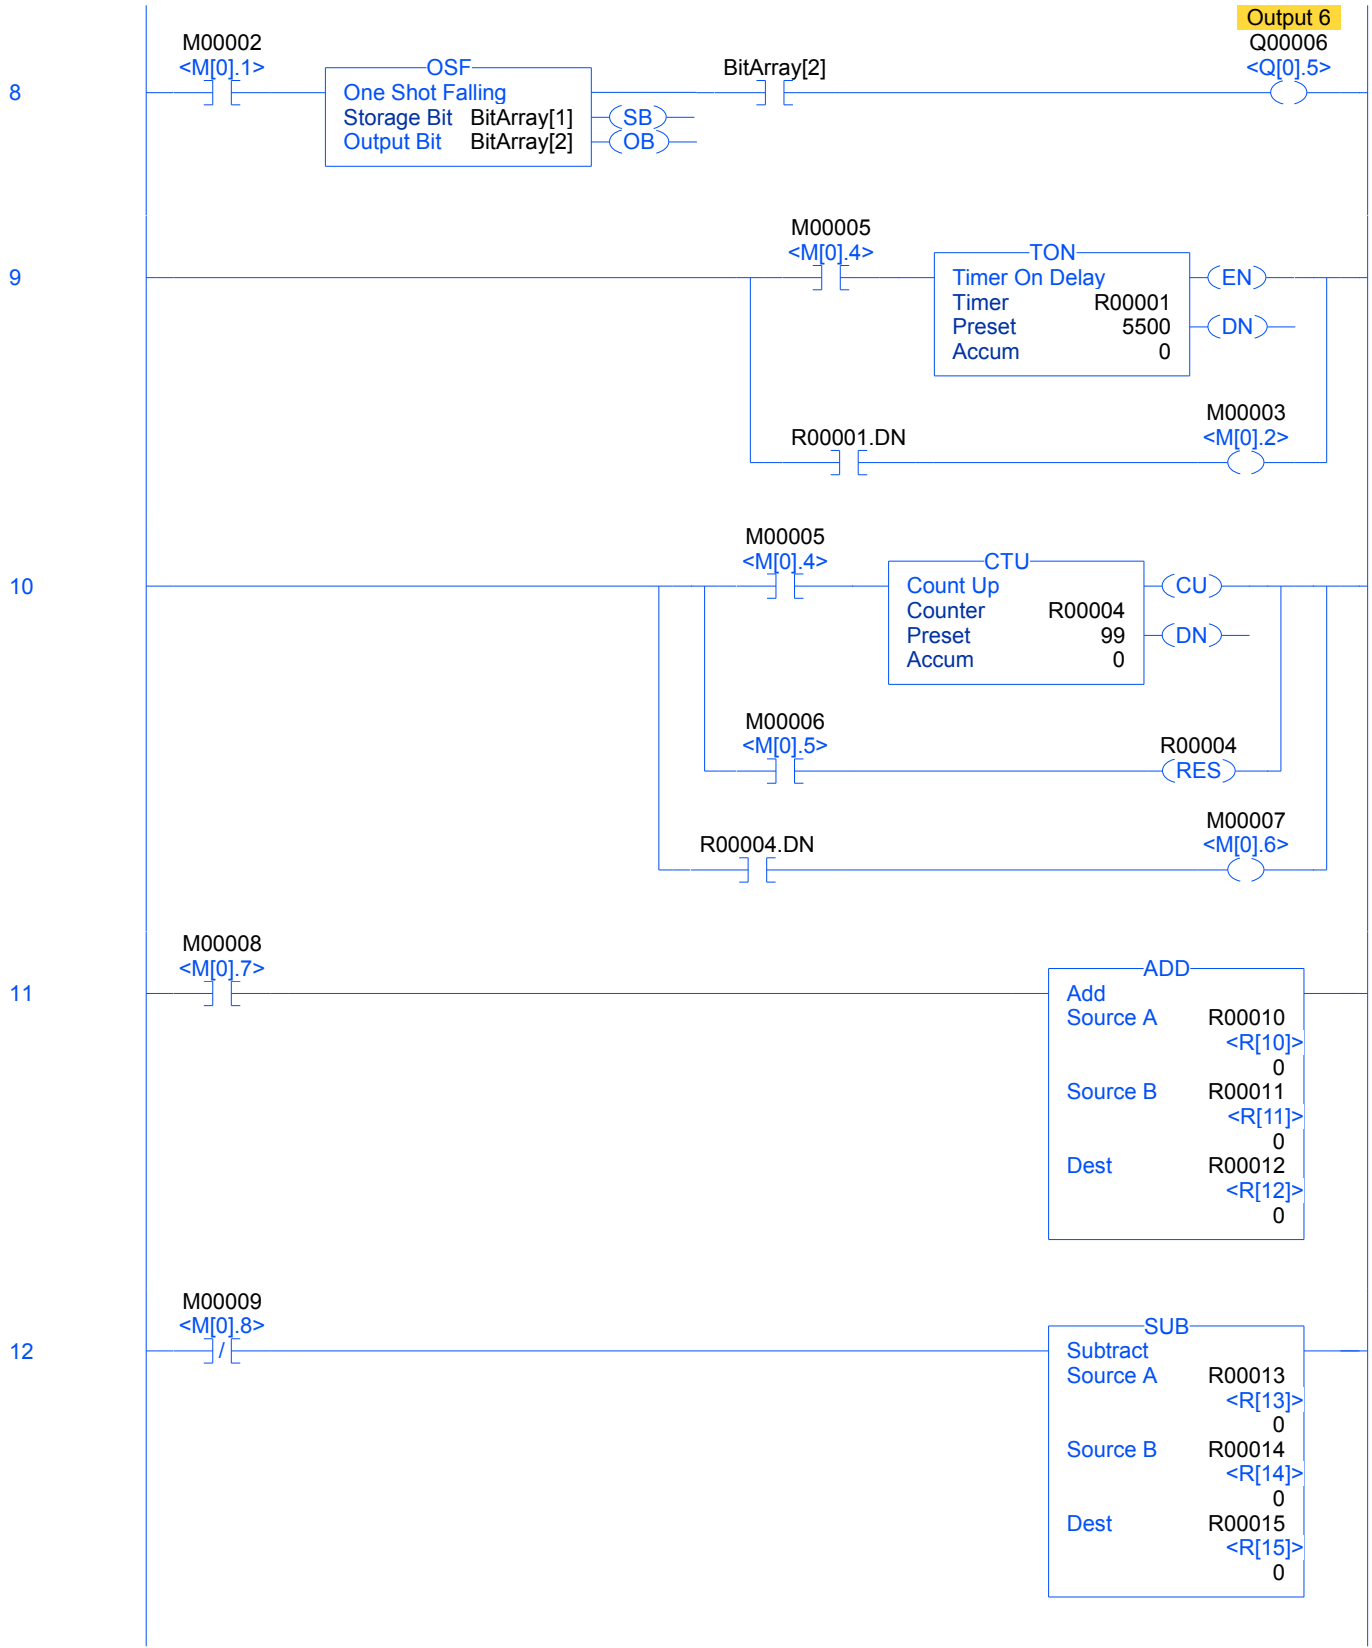 Output 6
M00002
Q00006
<M[0].1>
<Q[0].5>
8
OSF
BitArray[2]
One Shot Falling
Storage Bit BitArray[1]
SB
Output Bit BitArray[2]
OB
M00005
<M[0].4>
9
TON
Timer On Delay
EN
Timer R00001
Preset 5500
DN
Accum 0
M00003
R00001.DN
<M[0].2>
M00005
<M[0].4>
10
CTU
Count Up
CU
Counter R00004
Preset 99
DN
Accum 0
M00006
<M[0].5>
R00004
RES
M00007
R00004.DN
<M[0].6>
M00008
<M[0].7>
11
ADD
Add
Source A R00010
<R[10]>
0
Source B R00011
<R[11]>
0
Dest R00012
<R[12]>
0
M00009
<M[0].8>
/
12
SUB
Subtract
Source A R00013
<R[13]>
0
Source B R00014
<R[14]>
0
Dest R00015
<R[15]>
0